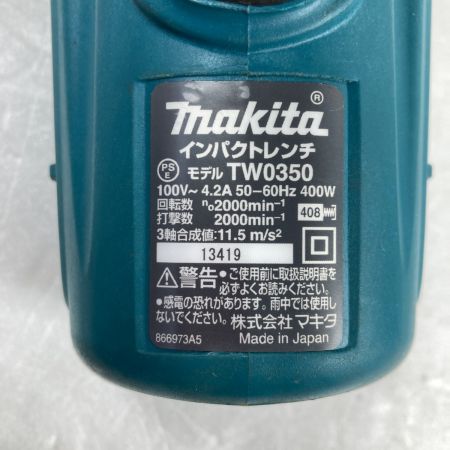 makita®
インパクトレンチ
PS E モデル TW0350
100V～ 4.2A 50－60Hz 400W
回転数 n₀2000min⁻¹
打撃数 2000min⁻¹ 408
3軸合成値: 11.5 m/s²
13419
警告 ●ご使用前に取扱説明書を
必ずよくお読みください。
●感電の恐れがあります。雨中では使用し
ないでください。 株式会社 マキタ
866973A5 Made in Japan